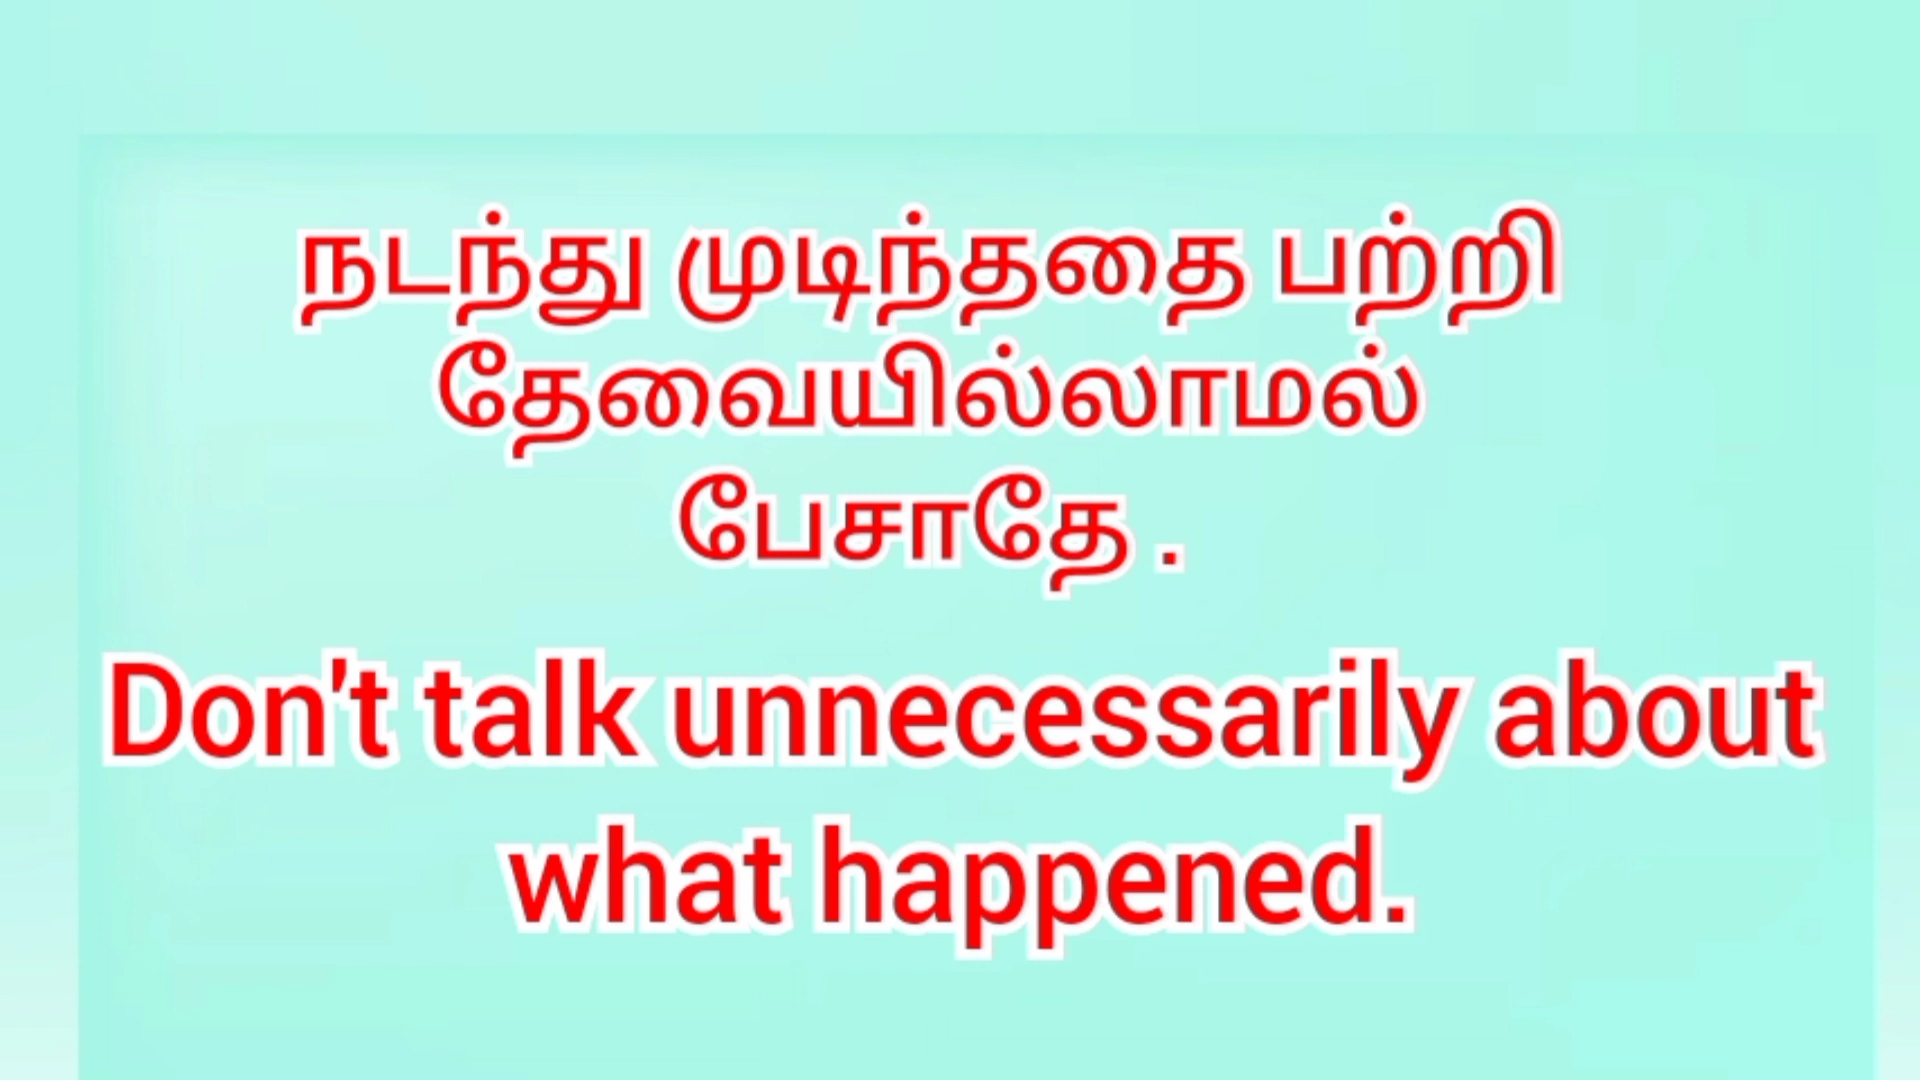 நடந்து முடிந்ததை பற்றி
தேவையில்லாமல்
பேசாதே .
Don't talk unnecessarily about
what happened.